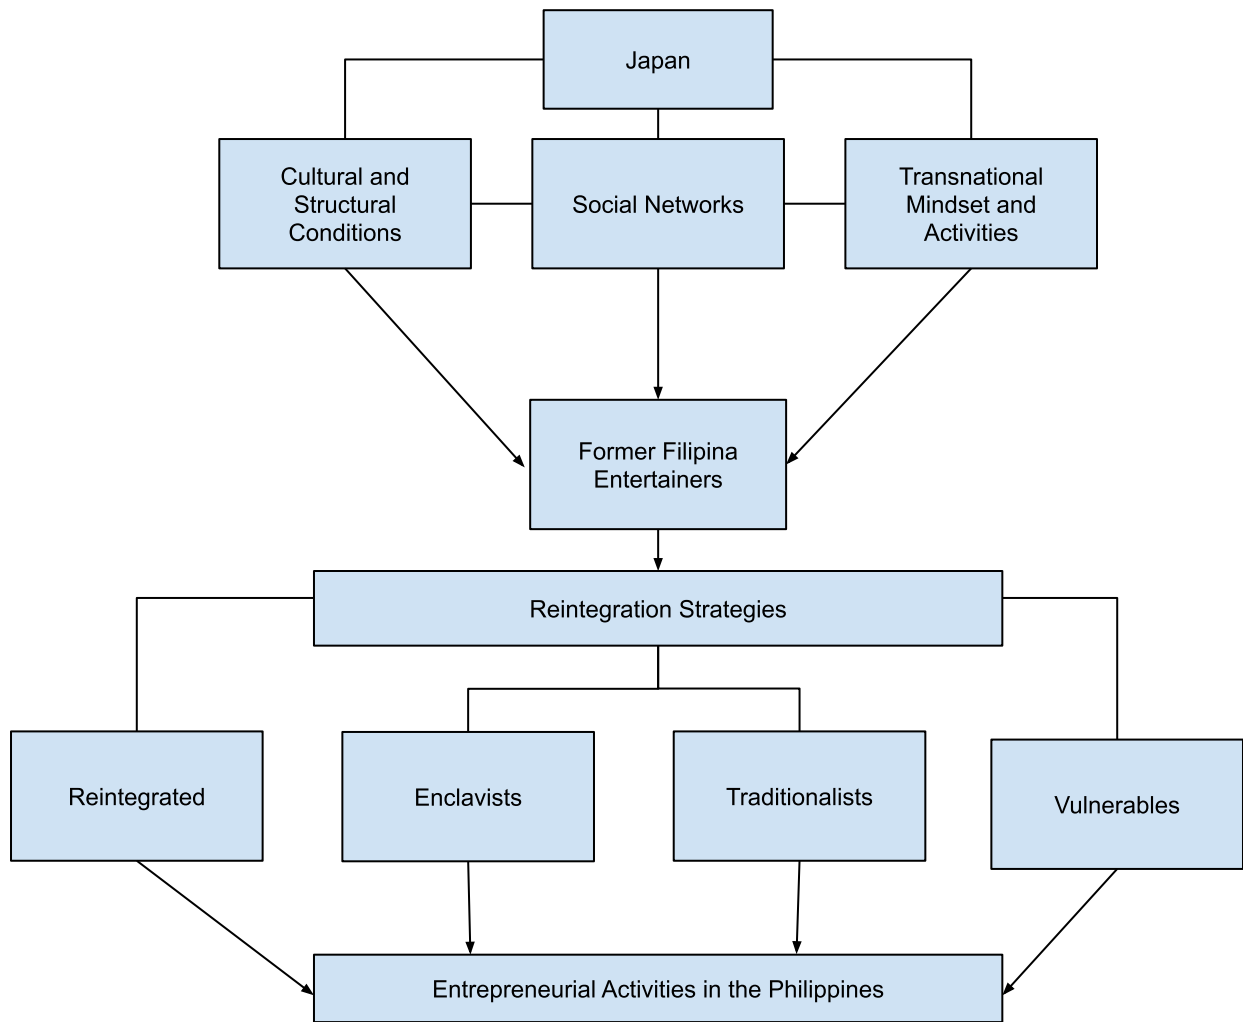 Japan
Cultural and
Structural
Conditions
Social Networks
Transnational
Mindset and
Activities
Former Filipina
Entertainers
Reintegration Strategies
Reintegrated
Enclavists
Traditionalists
Vulnerables
Entrepreneurial Activities in the Philippines